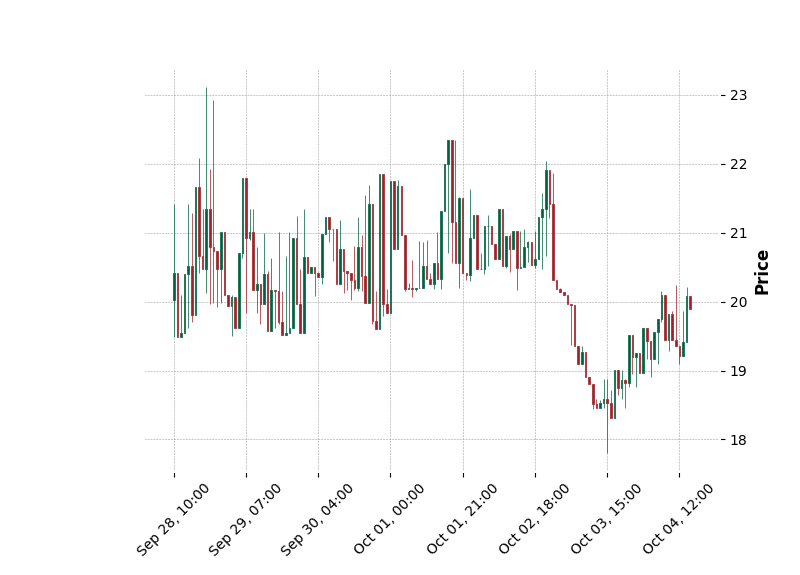 23
22
21
20
19
18
Price
Sep 28, 10:00
Sep 29, 07:00
Sep 30, 04:00
Oct 01, 00:00
Oct 01, 21:00
Oct 02, 18:00
Oct 03, 15:00
Oct 04, 12:00